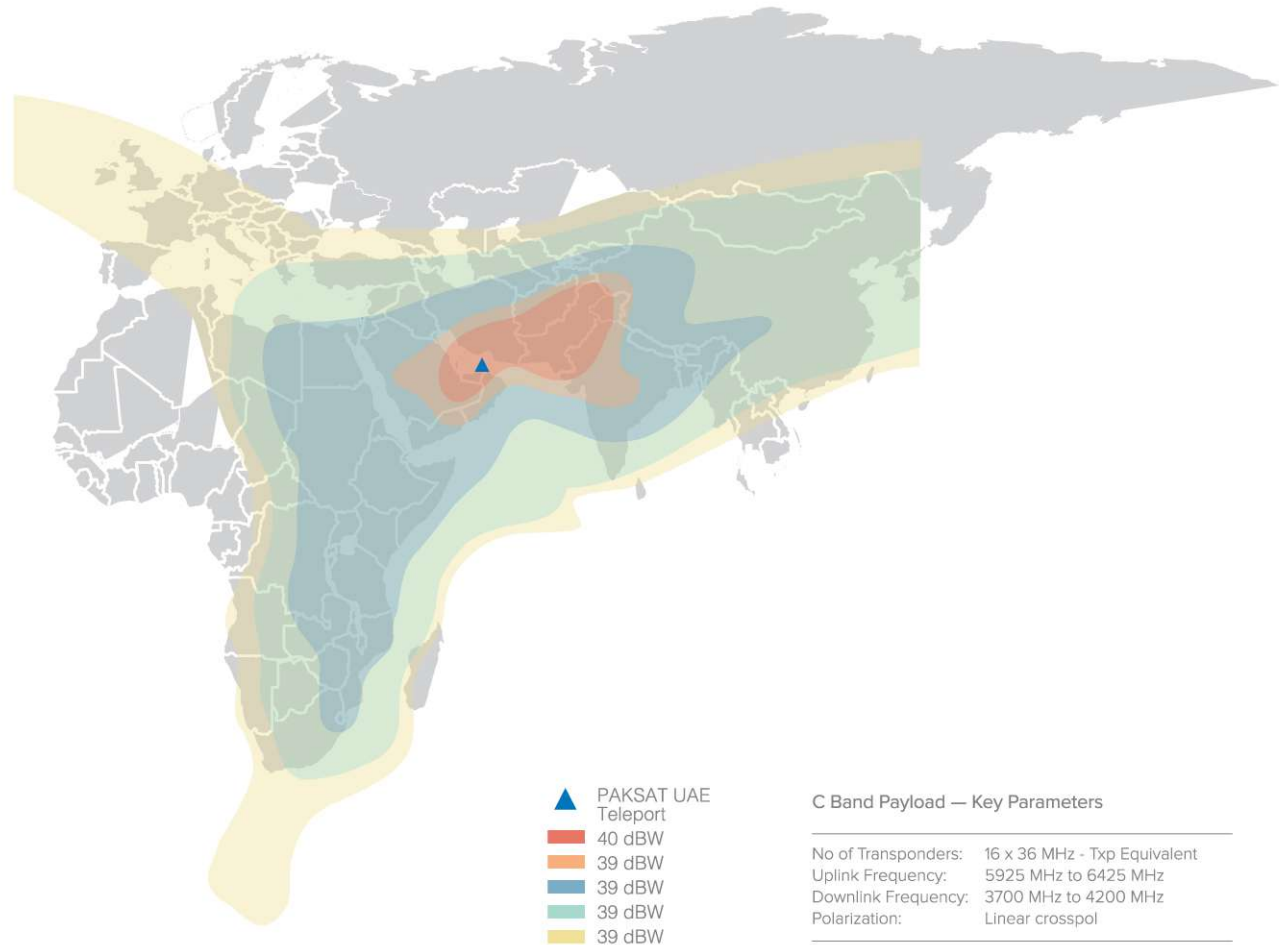 PAKSAT UAE
Teleport
40 dBW
39 dBW
39 dBW
39 dBW
39 dBW
C Band Payload — Key Parameters
No of Transponders: 16 x 36 MHz - Txp Equivalent
Uplink Frequency: 5925 MHz to 6425 MHz
Downlink Frequency: 3700 MHz to 4200 MHz
Polarization: Linear crosspol